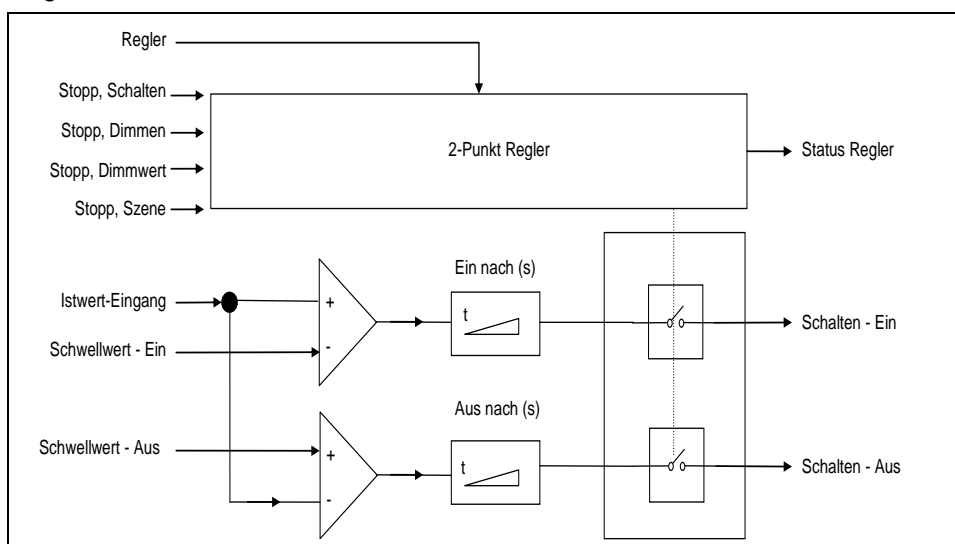 Regler
Stopp, Schalten
Stopp, Dimmen
Stopp, Dimmwert
Stopp, Szene
2-Punkt Regler
Status Regler
Ein nach (s)
Istwert-Eingang
+
t
Schalten - Ein
Schwellwert - Ein
-
Aus nach (s)
Schwellwert - Aus
+
t
Schalten - Aus
-